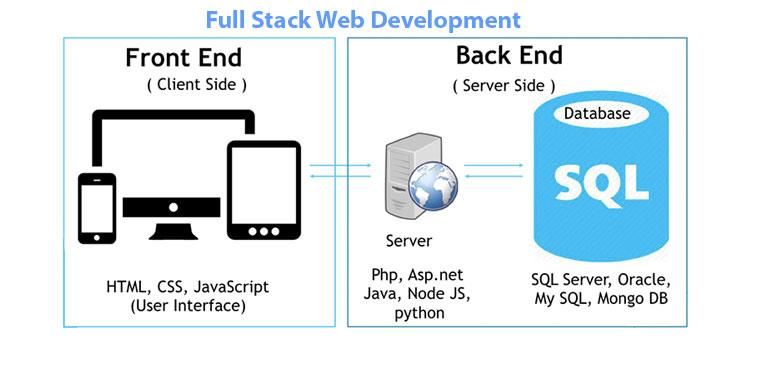 Full Stack Web Development
Front End
( Client Side )
HTML, CSS, JavaScript
(User Interface)
Back End
( Server Side )
Server
Php, Asp.net
Java, Node JS,
python
Database
SQL
SQL Server, Oracle,
My SQL, Mongo DB